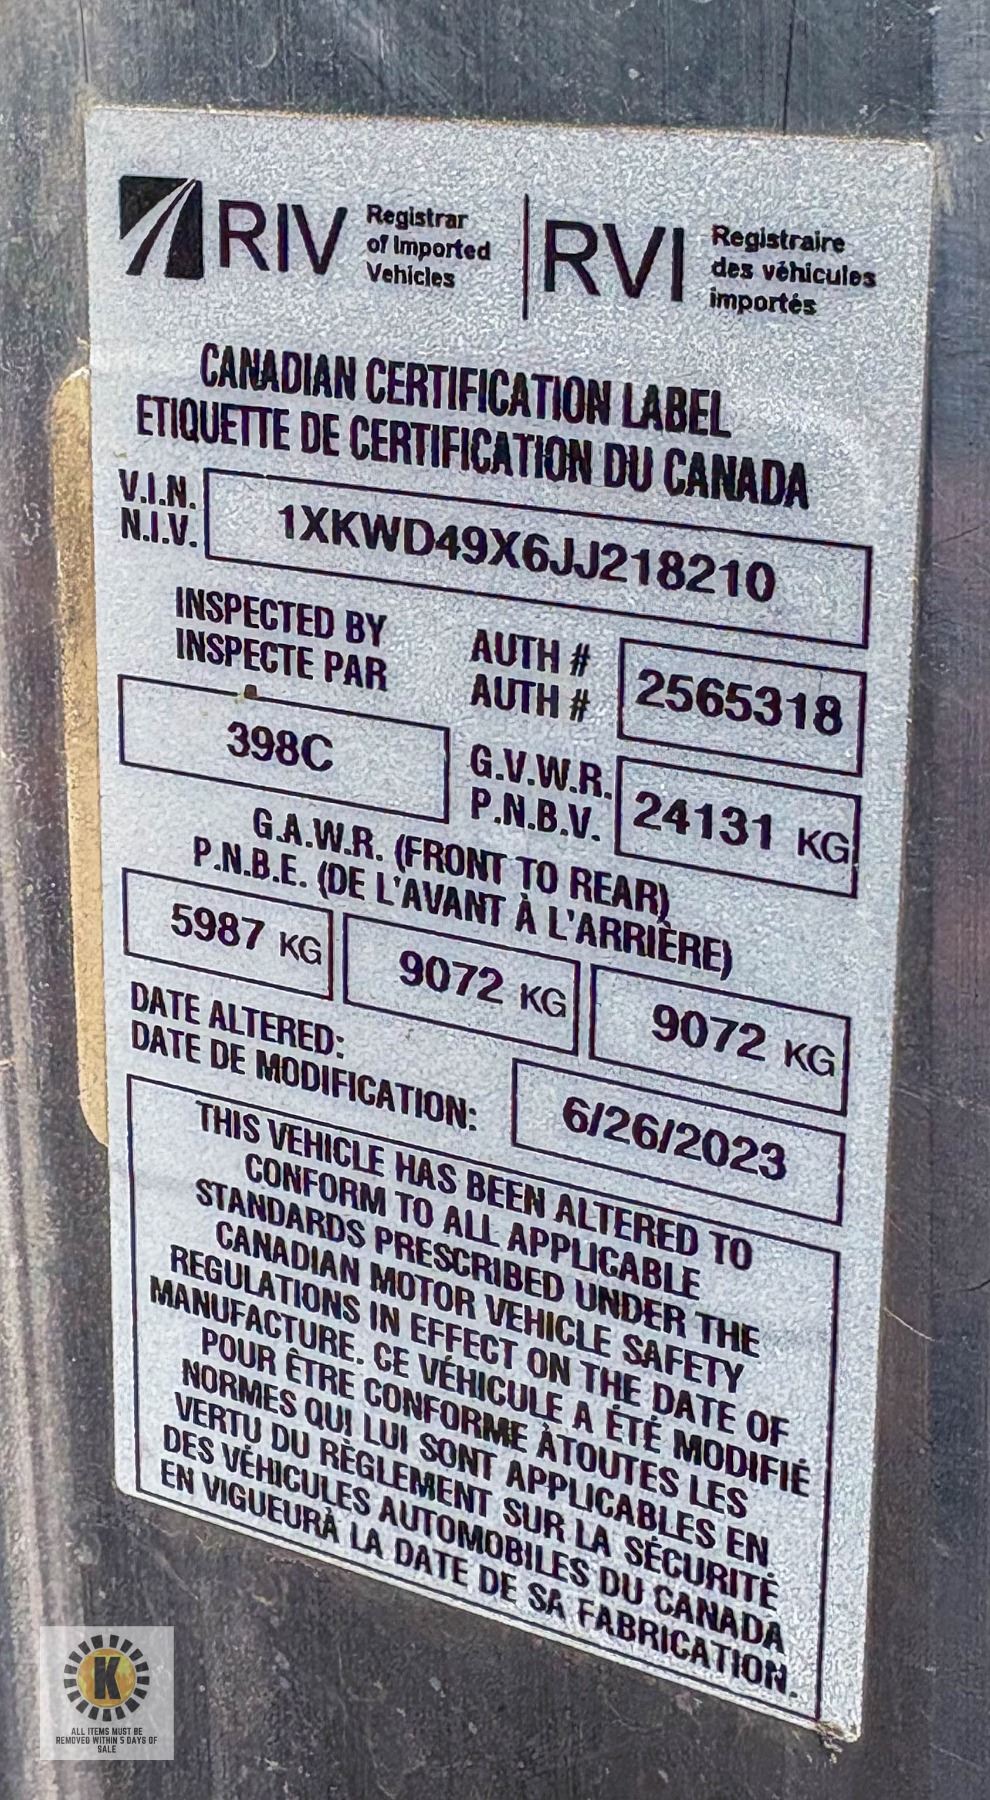 RIV Registrar of Imported Vehicles | RVI Registraire des véhicules importés
CANADIAN CERTIFICATION LABEL
ETIQUETTE DE CERTIFICATION DU CANADA
V.I.N.
N.I.V.
1XKWD49X6JJ218210
INSPECTED BY
INSPECTE PAR
398C
AUTH #
AUTH #
2565318
G.V.W.R.
P.N.B.V.
24131 KG
G.A.W.R. (FRONT TO REAR)
P.N.B.E. (DE L'AVANT À L'ARRIÈRE)
5987 KG 9072 KG 9072 KG
DATE ALTERED:
DATE DE MODIFICATION:
6/26/2023
THIS VEHICLE HAS BEEN ALTERED TO
CONFORM TO ALL APPLICABLE
STANDARDS PRESCRIBED UNDER THE
CANADIAN MOTOR VEHICLE SAFETY
REGULATIONS IN EFFECT ON THE DATE OF
MANUFACTURE. CE VÉHICULE A ÉTÉ MODIFIÉ
POUR ÊTRE CONFORME ÀTOUTES LES
NORMES QUI LUI SONT APPLICABLES EN
VERTU DU RÈGLEMENT SUR LA SÉCURITÉ
DES VÉHICULES AUTOMOBILES DU CANADA
EN VIGUEURÀ LA DATE DE SA FABRICATION.
K
ALL ITEMS MUST BE
REMOVED WITHIN 5 DAYS OF
SALE